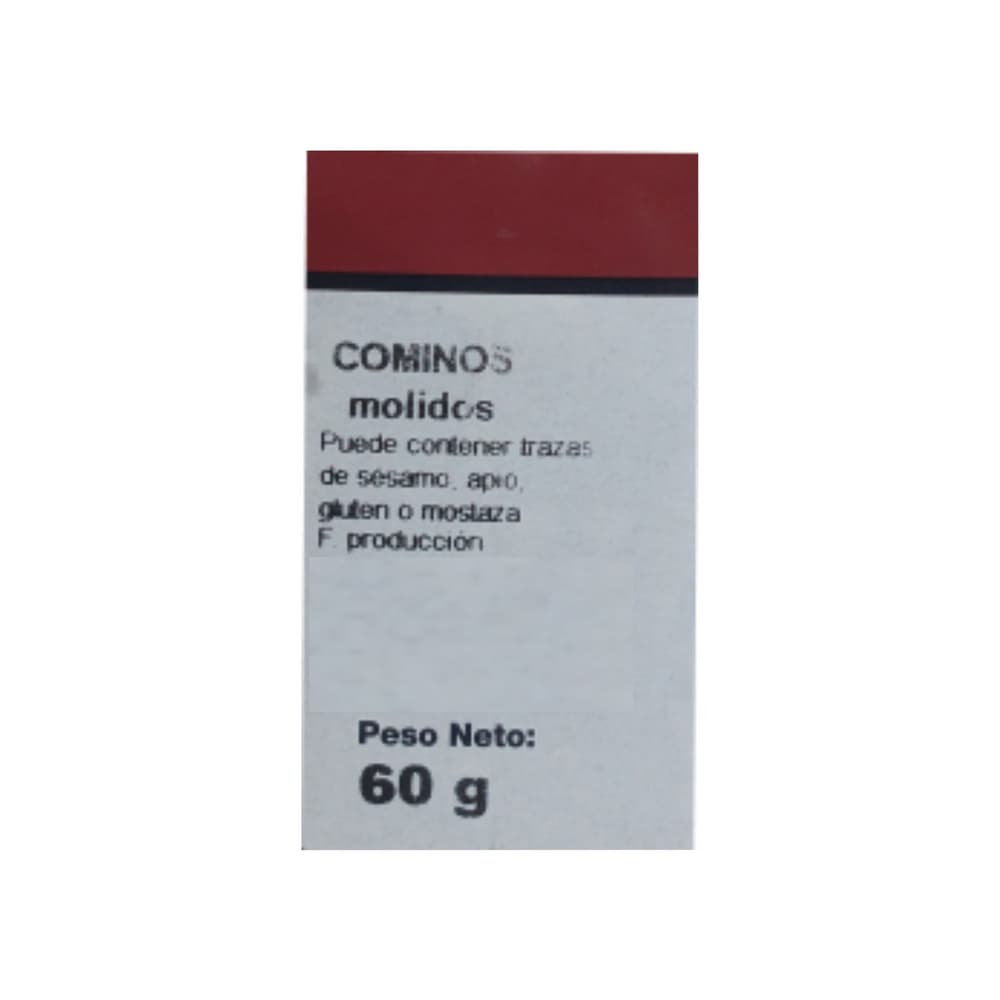 COMINOS
molidos
Puede contener trazas
de sésamo, apio,
gluten o mostaza
F. producción
Peso Neto:
60 g